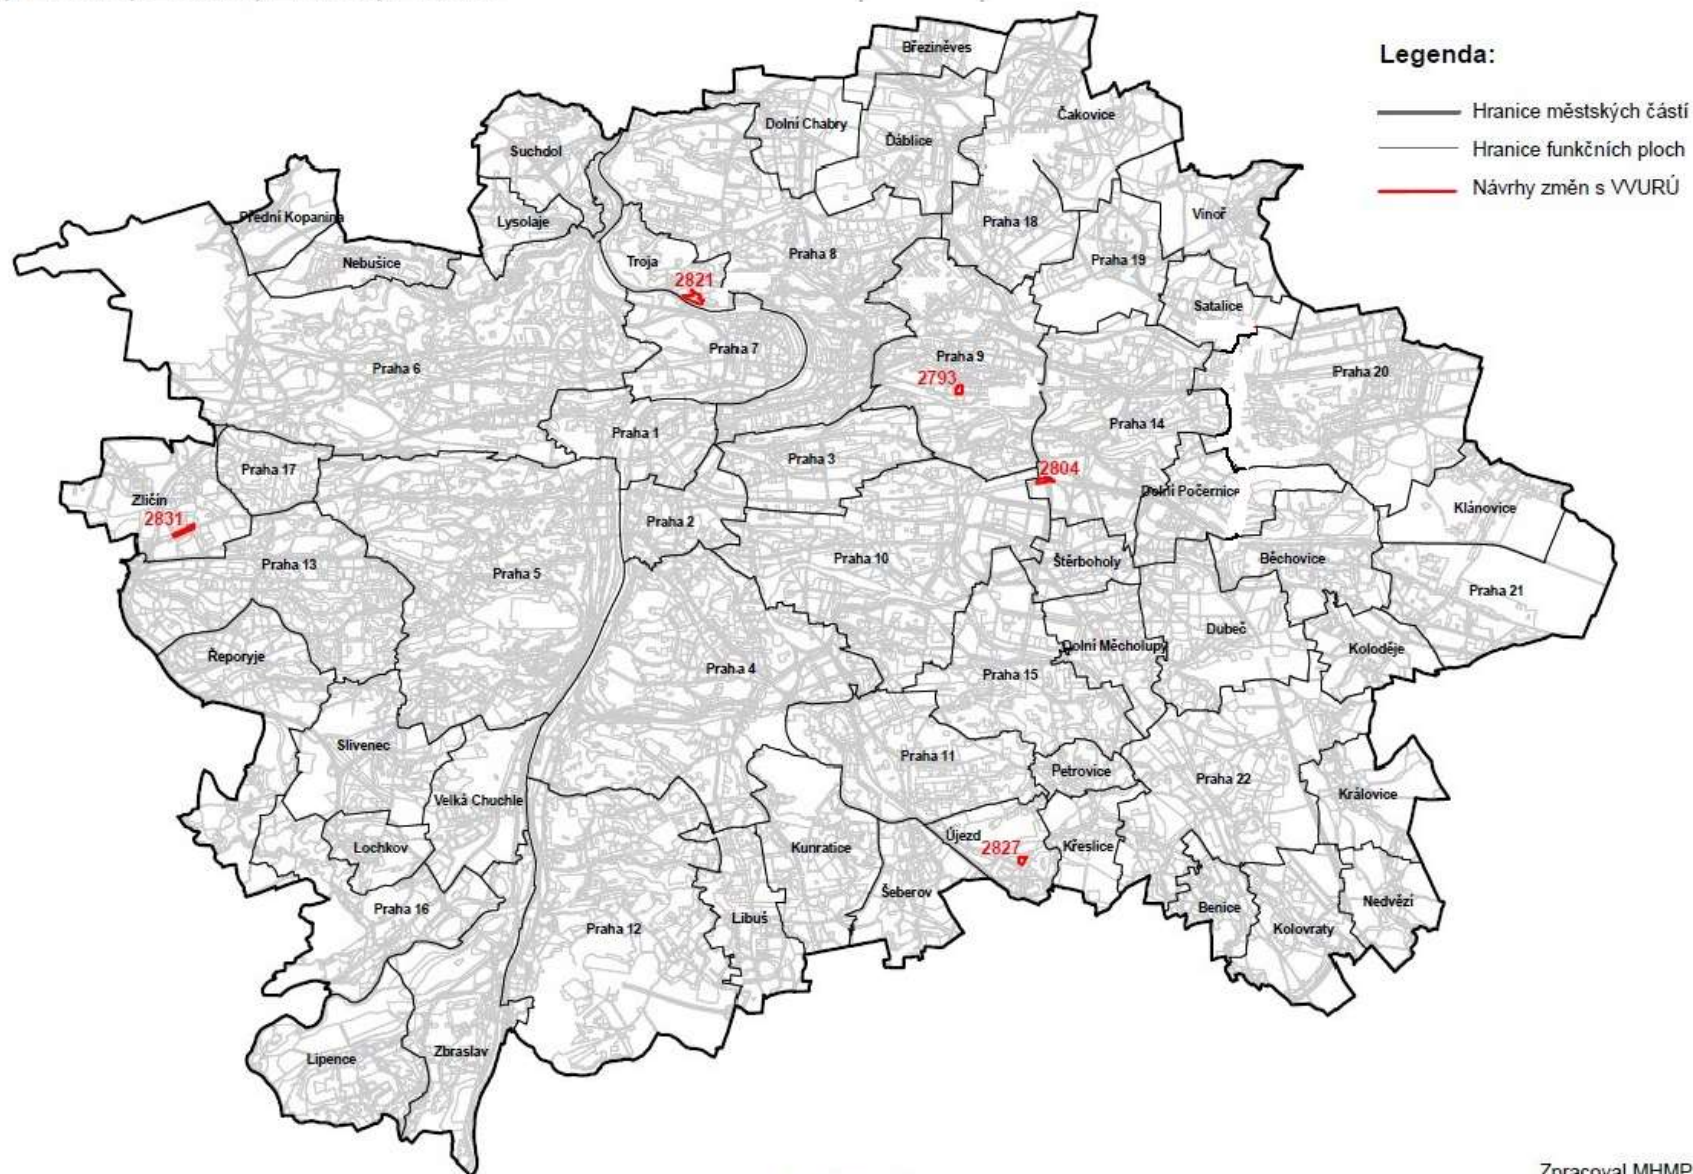 Legenda:
Hranice městských částí
Hranice funkčních ploch
Návrhy změn s VVURÚ
Březiněves
Dolní Chabry
Ďáblice
Čakovice
Suchdol
Lysolaje
Přední Kopanina
Nebušice
Troja
2821
Praha 8
Praha 18
Praha 19
Vinoř
Satalice
Praha 6
Praha 7
Praha 9
2793
Praha 20
Praha 1
Praha 3
Praha 14
2804
Dolní Počernice
Klánovice
Praha 17
Zličín
2831
Praha 13
Praha 5
Praha 2
Praha 10
Štěrboholy
Běchovice
Praha 21
Řeporyje
Praha 4
Dolní Měcholupy
Dubeč
Koloděje
Praha 15
Slivenec
Velká Chuchle
Praha 11
Petrovice
Praha 22
Královice
Lochkov
Kunratice
Újezd
2827
Křeslice
Šeberov
Benice
Nedvězí
Praha 16
Praha 12
Libuš
Kolovraty
Lipence
Zbraslav
Zpracoval MHMP